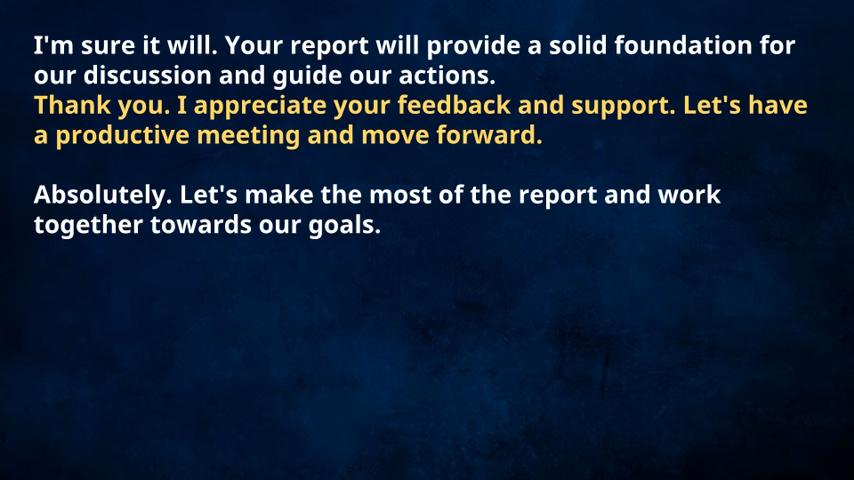 I'm sure it will. Your report will provide a solid foundation for
our discussion and guide our actions.
Thank you. I appreciate your feedback and support. Let's have
a productive meeting and move forward.
Absolutely. Let's make the most of the report and work
together towards our goals.